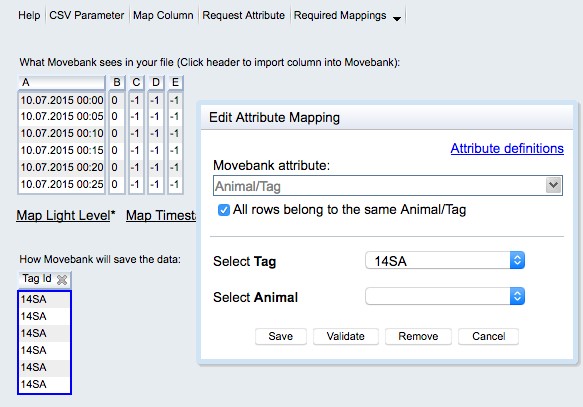 Help CSV Parameter Map Column Request Attribute Required Mappings
What Movebank sees in your file (Click header to import column into Movebank):
A B C D E
10.07.2015 00:00 0 -1 -1 -1
10.07.2015 00:05 0 -1 -1 -1
10.07.2015 00:10 0 -1 -1 -1
10.07.2015 00:15 0 -1 -1 -1
10.07.2015 00:20 0 -1 -1 -1
10.07.2015 00:25 0 -1 -1 -1
Map Light Level* Map Timest
How Movebank will save the data:
Tag Id
14SA
14SA
14SA
14SA
14SA
14SA
Edit Attribute Mapping
Attribute definitions
Movebank attribute:
Animal/Tag
All rows belong to the same Animal/Tag
Select Tag 14SA
Select Animal
Save Validate Remove Cancel